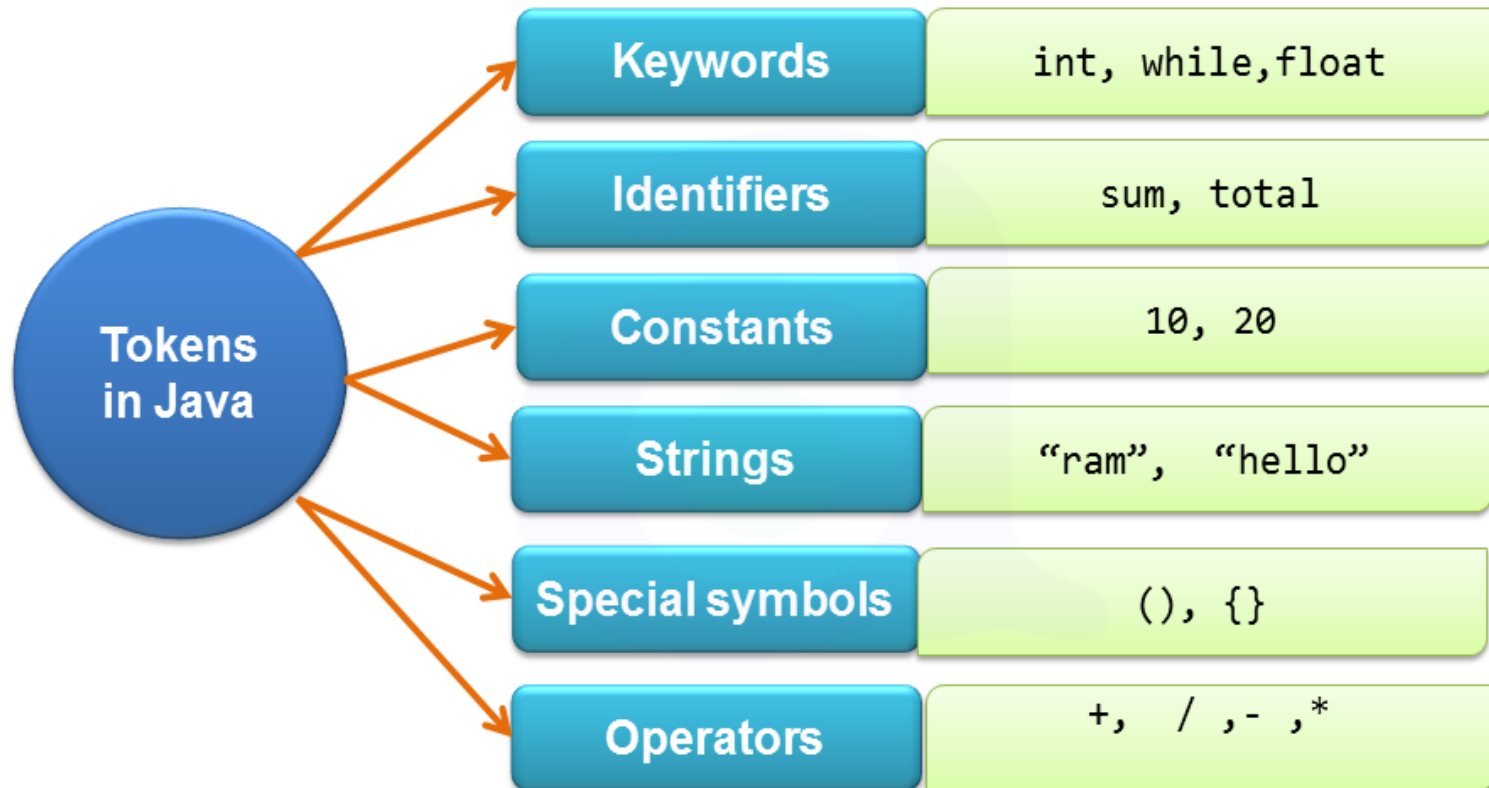 Keywords
int, while,float
Identifiers
sum, total
Tokens
in Java
Constants
10, 20
Strings
“ram”, “hello”
Special symbols
(), {}
Operators
+, / ,- ,*